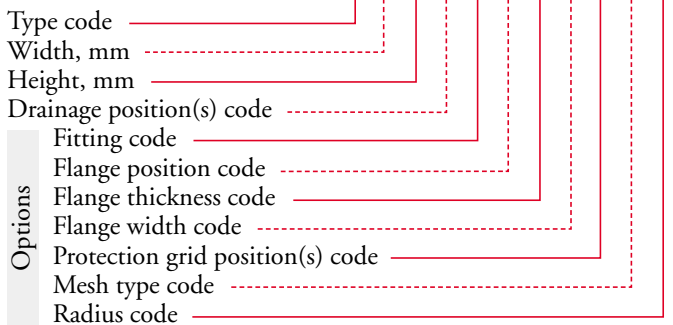 Type code
Width, mm
Height, mm
Drainage position(s) code
Options
Fitting code
Flange position code
Flange thickness code
Flange width code
Protection grid position(s) code
Mesh type code
Radius code